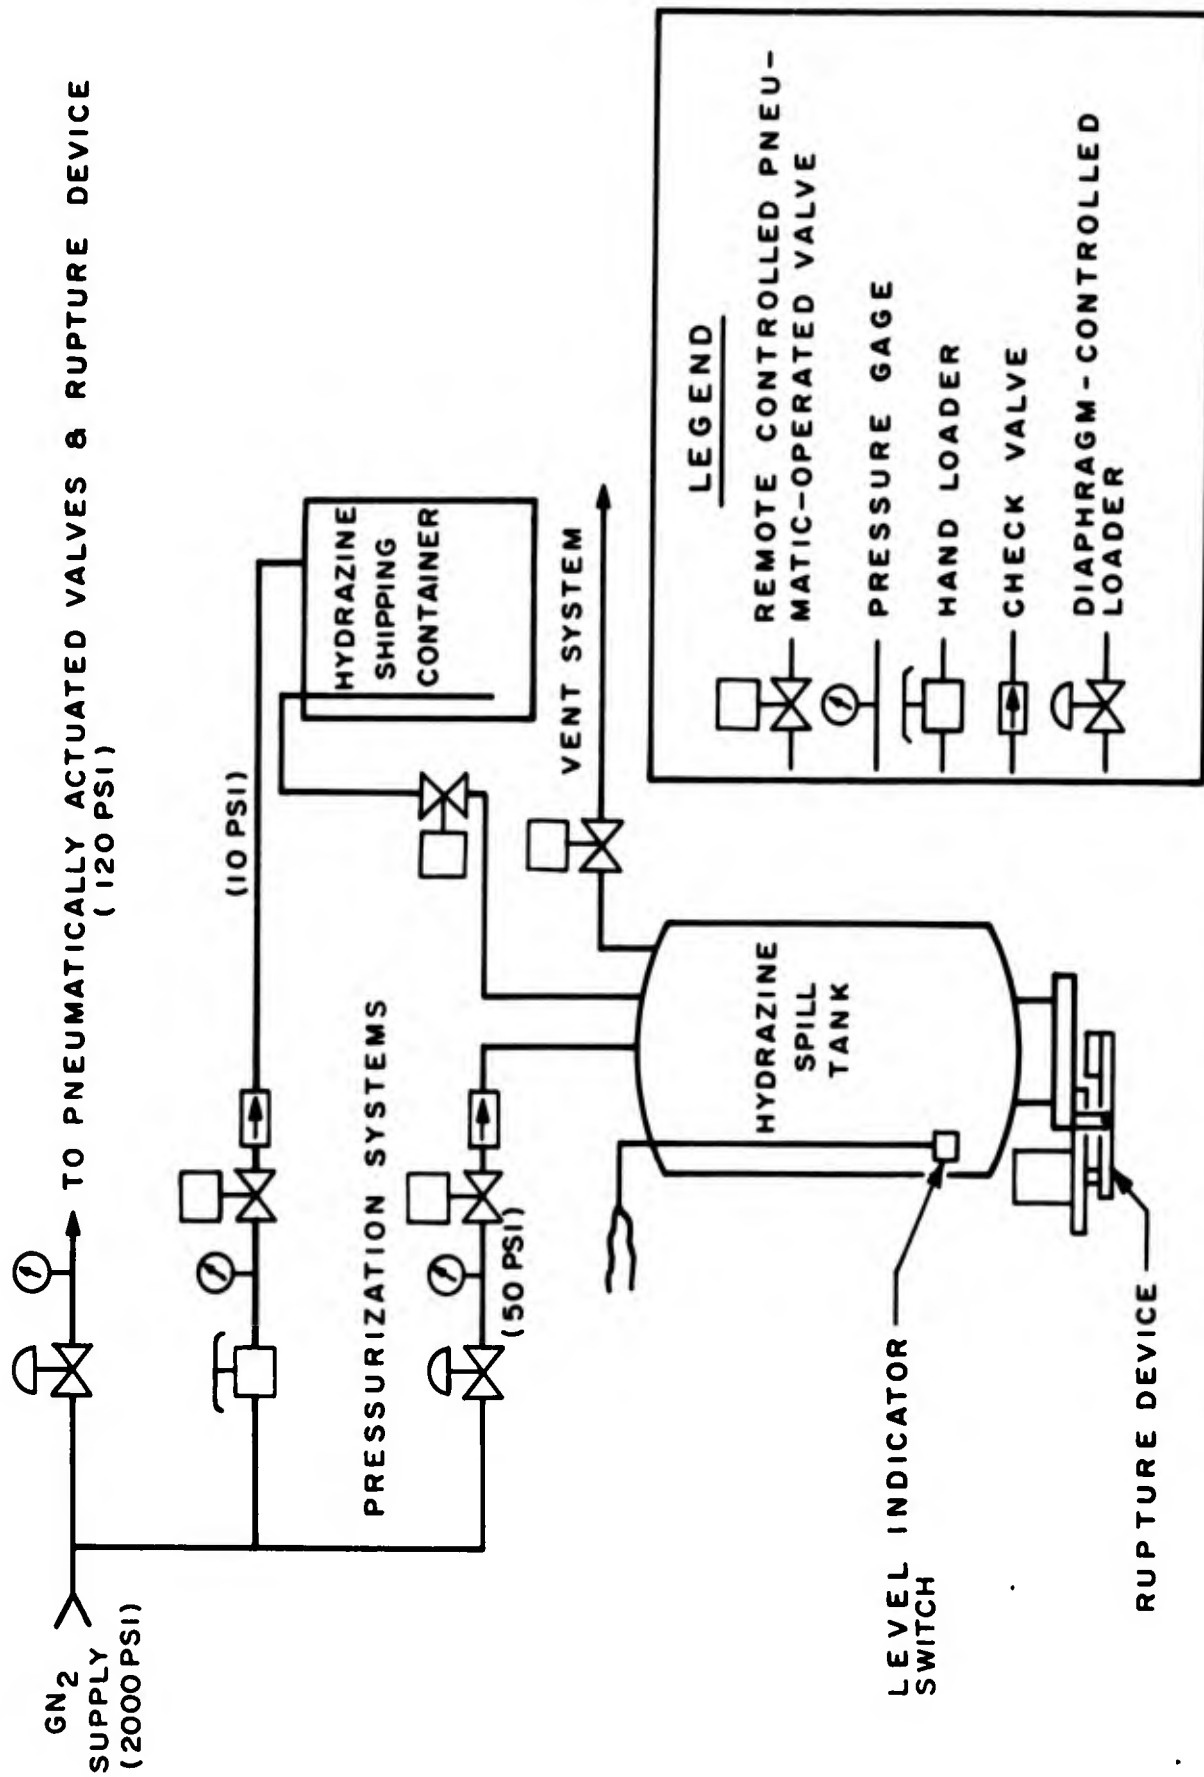 GN2
SUPPLY
(2000 PSI)
TO PNEUMATICALLY ACTUATED VALVES & RUPTURE DEVICE
(120 PSI)
(10 PSI)
PRESSURIZATION SYSTEMS
(50 PSI)
HYDRAZINE
SHIPPING
CONTAINER
VENT SYSTEM
HYDRAZINE
SPILL
TANK
LEVEL INDICATOR
SWITCH
RUPTURE DEVICE
LEGEND
REMOTE CONTROLLED PNEU-
MATIC-OPERATED VALVE
PRESSURE GAGE
HAND LOADER
CHECK VALVE
DIAPHRAGM-CONTROLLED
LOADER